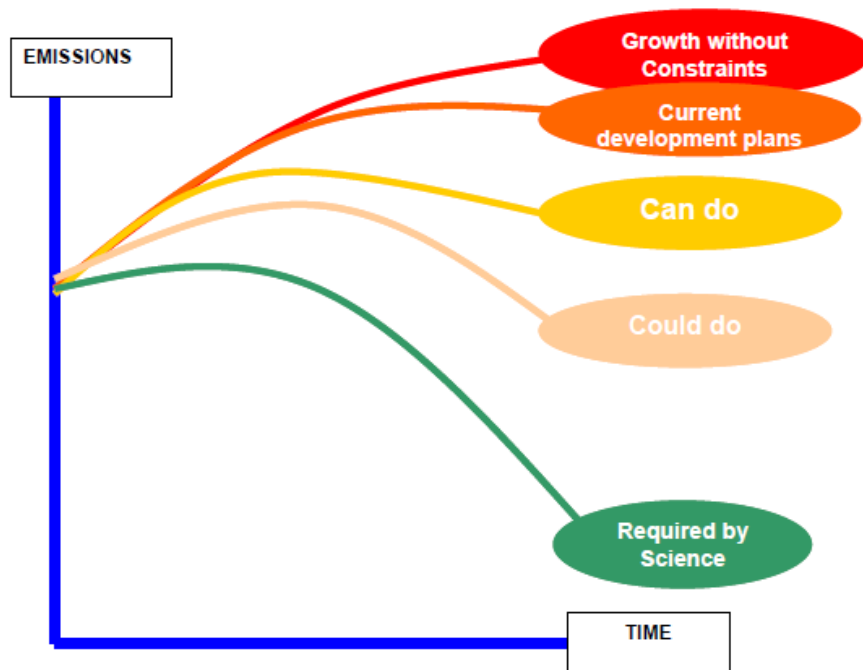 EMISSIONS
Growth without
Constraints
Current
development plans
Can do
Could do
Required by
Science
TIME